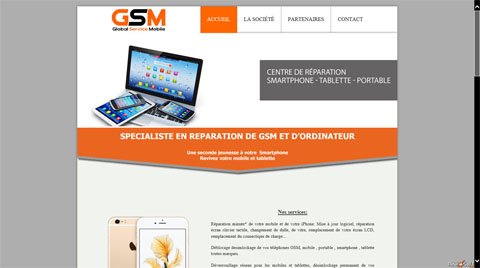 GSM
Global Service Mobile
ACCUEIL
LA SOCIÉTÉ
PARTENAIRES
CONTACT
CENTRE DE RÉPARATION
SMARTPHONE - TABLETTE - PORTABLE
SPECIALISTE EN REPARATION DE GSM ET D'ORDINATEUR
Une seconde jeunesse à votre Smartphone
Revivez votre mobile et tablette
Nos services:
Réparation minute* de votre mobile et de votre iPhone: Mise à jour logiciel, réparation
écran clavier tactile, changement de dalle, de vitre, remplacement de votre écran LCD,
remplacement du connectique de charge...
Déblocage desimlockage de vos téléphones GSM, mobile , portable , smartphone , tablette
toutes marques.
Déverrouillage réseau pour les mobiles et tablettes, désimlockage permanent de vos